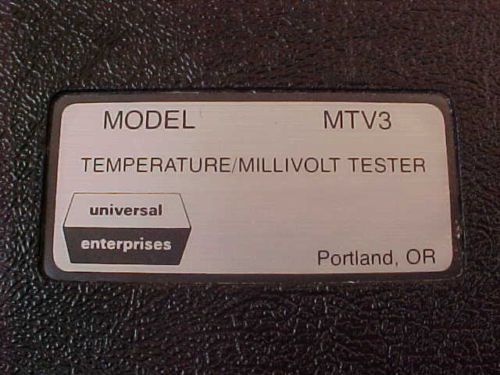 MODEL MTV3
TEMPERATURE/MILLIVOLT TESTER
universal
enterprises
Portland, OR